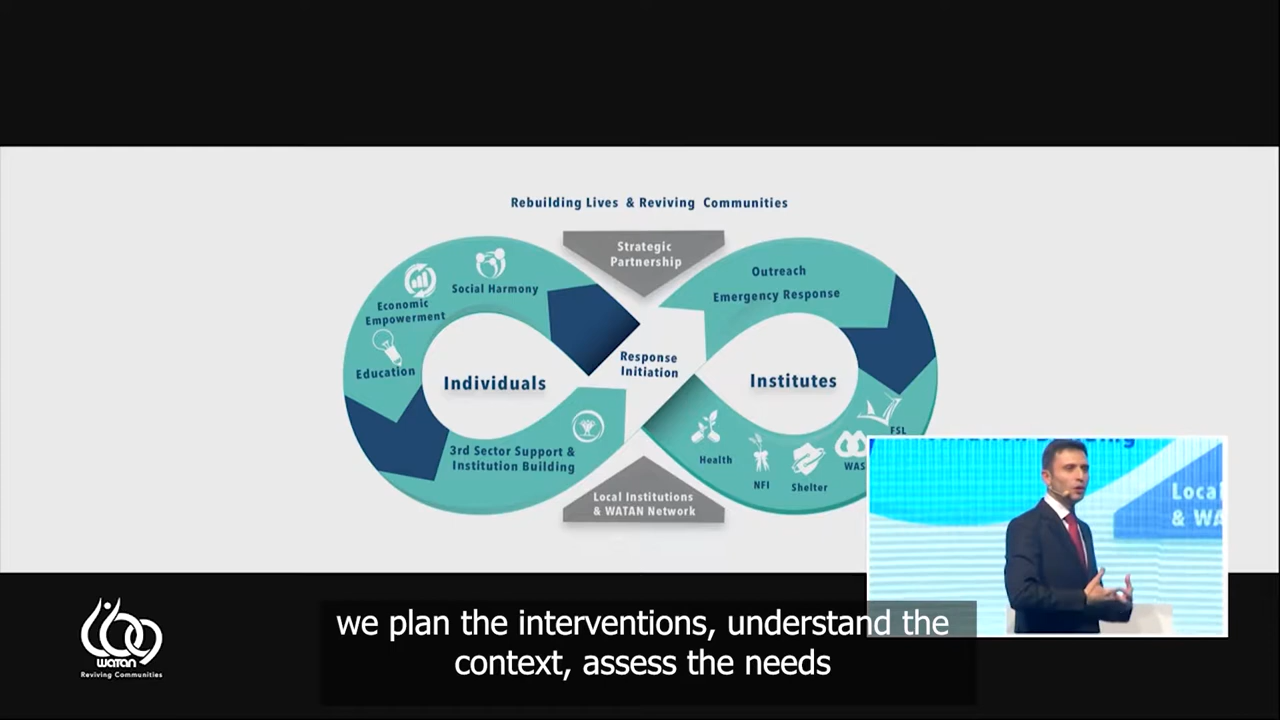 Rebuilding Lives & Reviving Communities
Strategic
Partnership
Social Harmony
Economic
Empowerment
Education
Individuals
3rd Sector Support &
Institution Building
Response
Initiation
Outreach
Emergency Response
Institutes
Health
NFI
Shelter
FSL
Local Institutions
& WATAN Network
Loca
& WA
WATAN
Reviving Communities
we plan the interventions, understand the
context, assess the needs